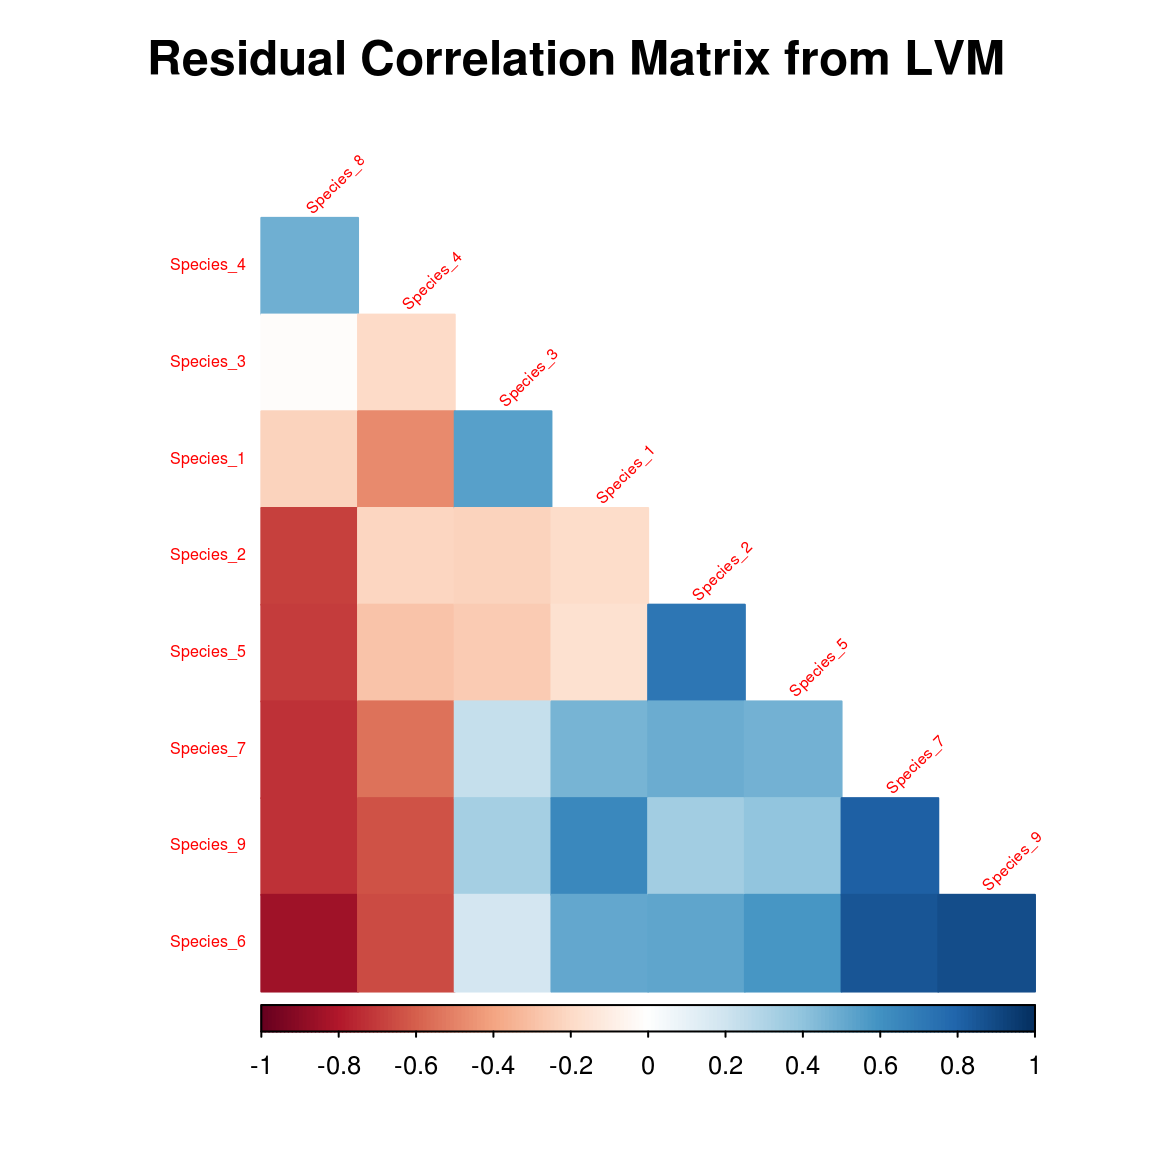 Residual Correlation Matrix from LVM
Species_8
Species_4
Species_4
Species_3
Species_3
Species_1
Species_1
Species_2
Species_2
Species_5
Species_5
Species_7
Species_7
Species_9
Species_9
Species_6
-1 -0.8 -0.6 -0.4 -0.2 0 0.2 0.4 0.6 0.8 1